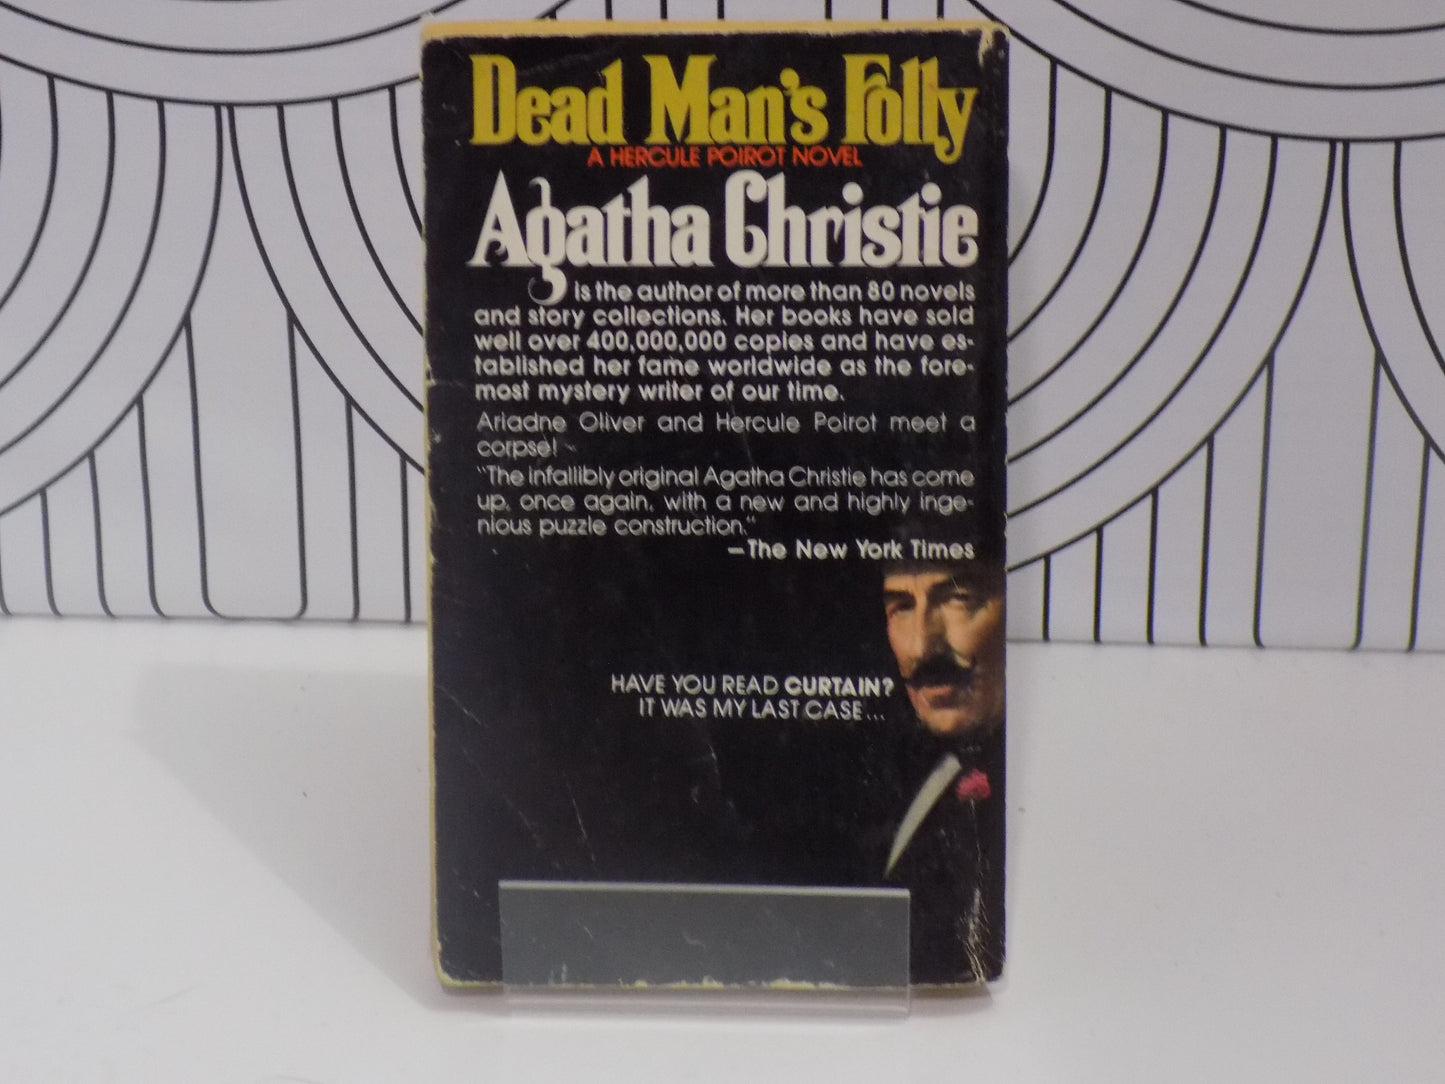 Dead Man's Folly
A HERCULE POIROT NOVEL
Agatha Christie
is the author of more than 80 novels
and story collections. Her books have sold
well over 400,000,000 copies and have es-
tablished her fame worldwide as the fore-
most mystery writer of our time.
Ariadne Oliver and Hercule Poirot meet a
corpse!
"The infallibly original Agatha Christie has come
up, once again, with a new and highly inge-
nious puzzle construction."
—The New York Times
HAVE YOU READ CURTAIN?
IT WAS MY LAST CASE...